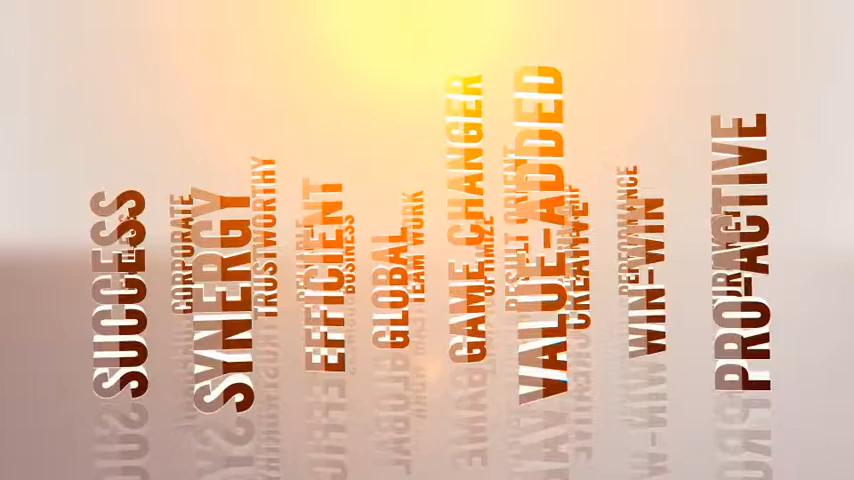 SUCCESS
CORPORATE
SYNERGY
TRUSTWORTHY
EFFICIENT
BUSINESS
GLOBAL
TEAM WORK
GAME CHANGER
OPTIMIZE
RESULT ORIENT
VALUE-ADDED
CREATIVE
PERFORMANCE
WIN-WIN
PRO-ACTIVE